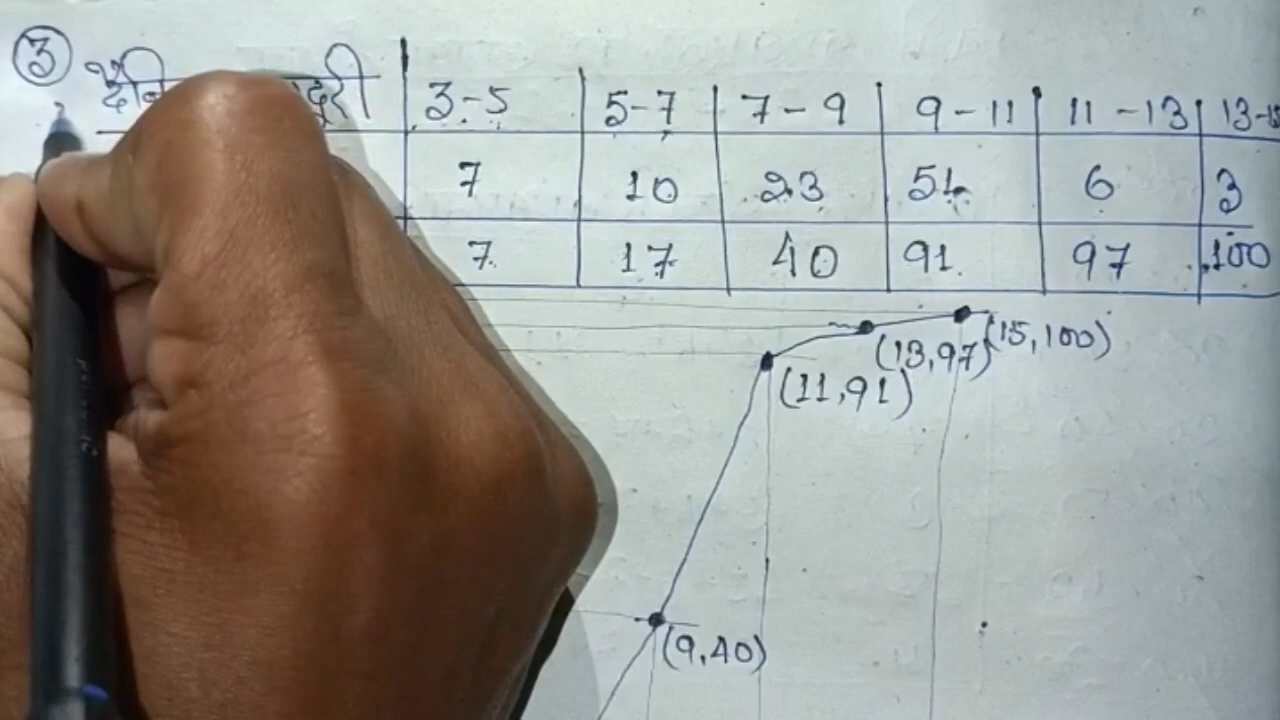 ③ 3-5 5-7 7-9 9-11 11-13
7 10 23 51 6 3
7 17 40 91 97 100
(15,100)
(13,97)
(11,91)
(9,40)